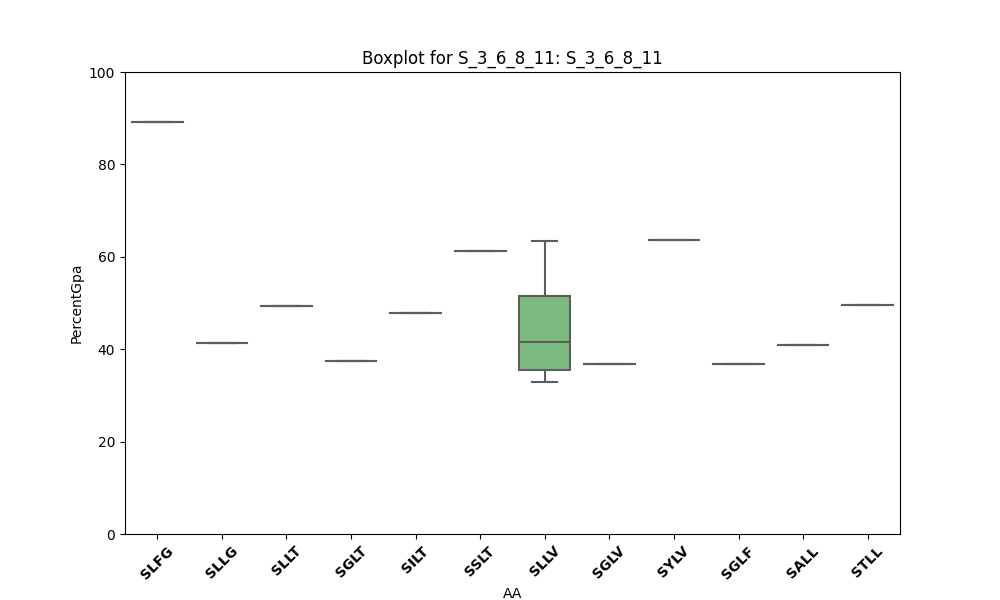 Boxplot for S_3_6_8_11: S_3_6_8_11
100
80
60
40
20
0
PercentGpa
SLFG SLLG SLLT SGLT SILT SSLT SLLV SGLV SYLV SGLF SALL STLL
AA